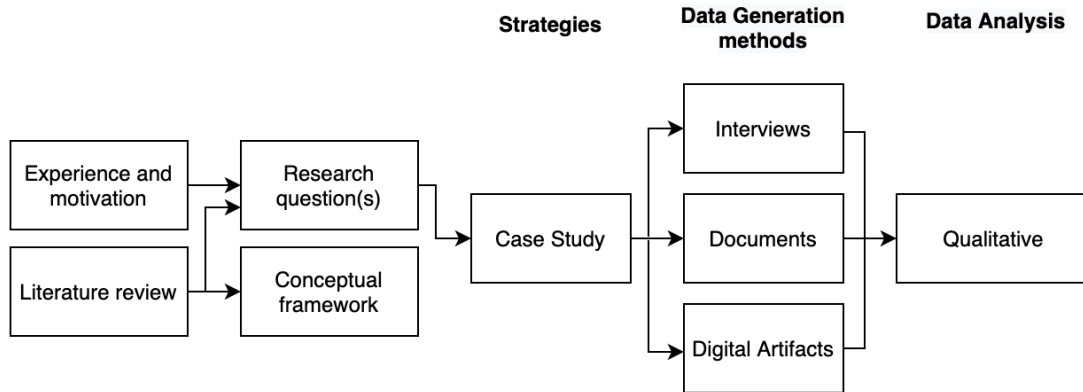 Strategies
Data Generation
methods
Data Analysis
Experience and
motivation
Literature review
Research
question(s)
Conceptual
framework
Case Study
Interviews
Documents
Digital Artifacts
Qualitative